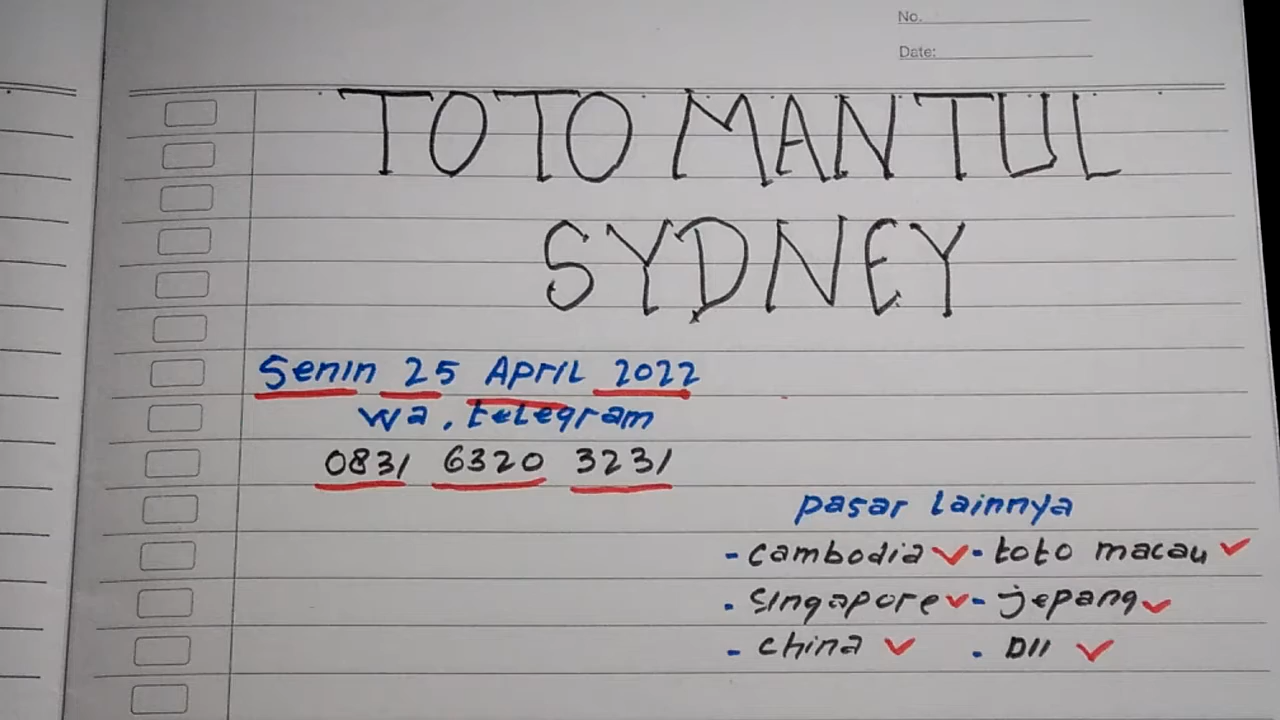 No.
Date:
TOTO MANTUL
SYDNEY
Senin 25 April 2022
wa, telegram
0831 6320 3231
pasar lainnya
- cambodia ✓ - toto macau ✓
- singapore ✓ - jepang ✓
- china ✓ - Dll ✓